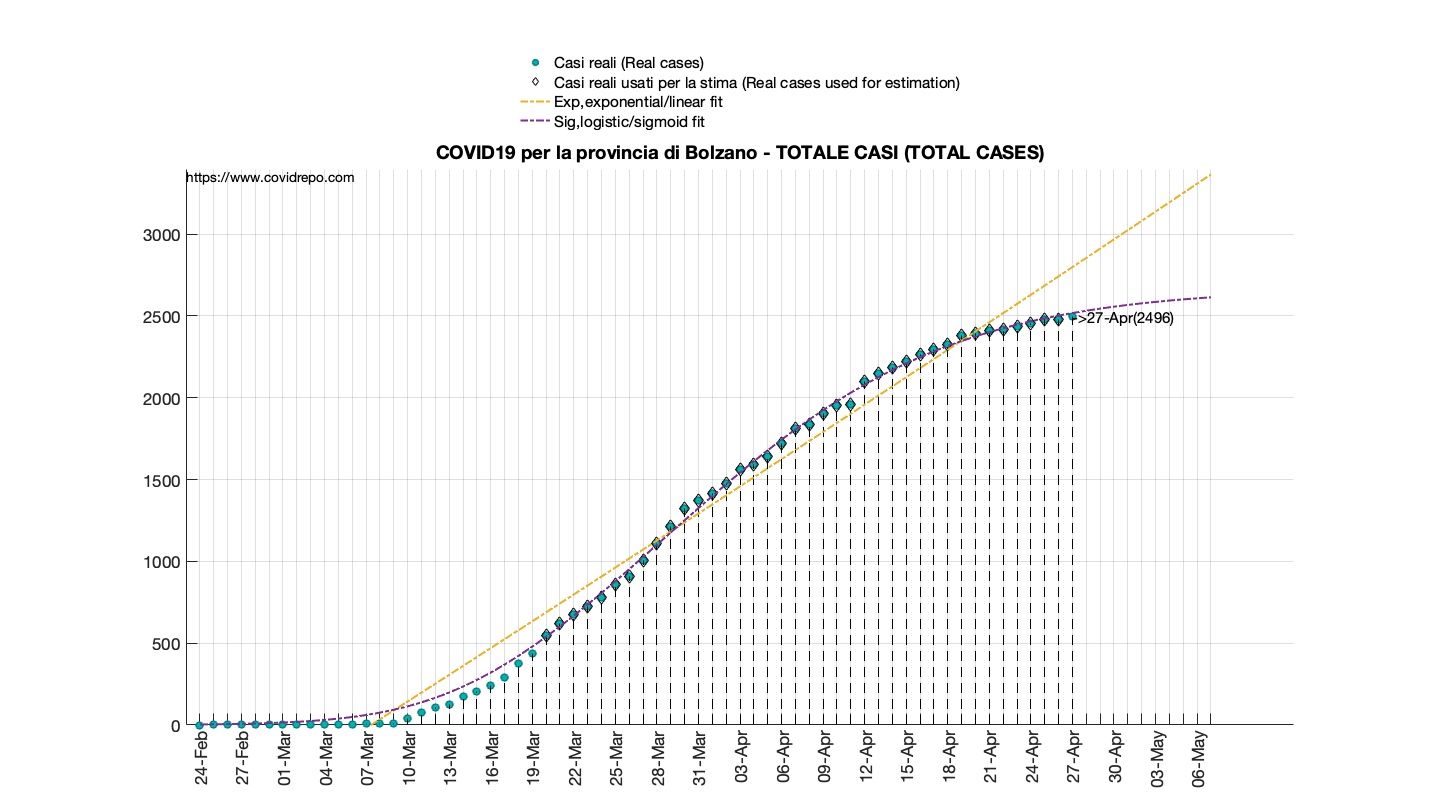 Casi reali (Real cases)
Casi reali usati per la stima (Real cases used for estimation)
Exp,exponential/linear fit
Sig,logistic/sigmoid fit
COVID19 per la provincia di Bolzano - TOTALE CASI (TOTAL CASES)
https://www.covidrepo.com
3000
2500
->27-Apr(2496)
2000
1500
1000
500
0
24-Feb
27-Feb
01-Mar
04-Mar
07-Mar
10-Mar
13-Mar
16-Mar
19-Mar
22-Mar
25-Mar
28-Mar
31-Mar
03-Apr
06-Apr
09-Apr
12-Apr
15-Apr
18-Apr
21-Apr
24-Apr
27-Apr
30-Apr
03-May
06-May